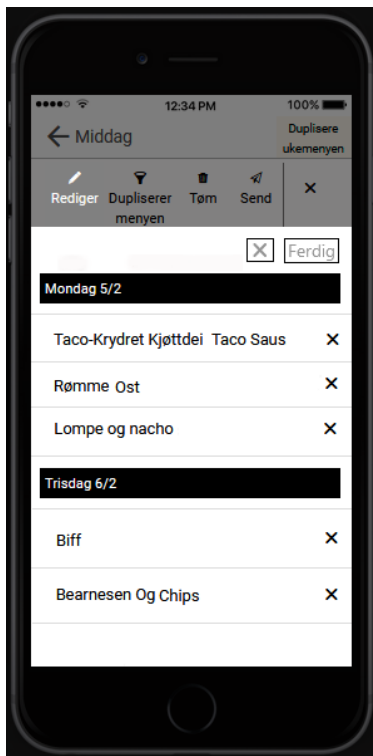 12:34 PM
100%
Middag
Duplisere
ukemenyen
Rediger
Dupliserer
menyen
Tøm
Send
Ferdig
Mondag 5/2
Taco-Krydret Kjøttdei Taco Saus
Rømme Ost
Lompe og nacho
Trisdag 6/2
Biff
Bearnesen Og Chips